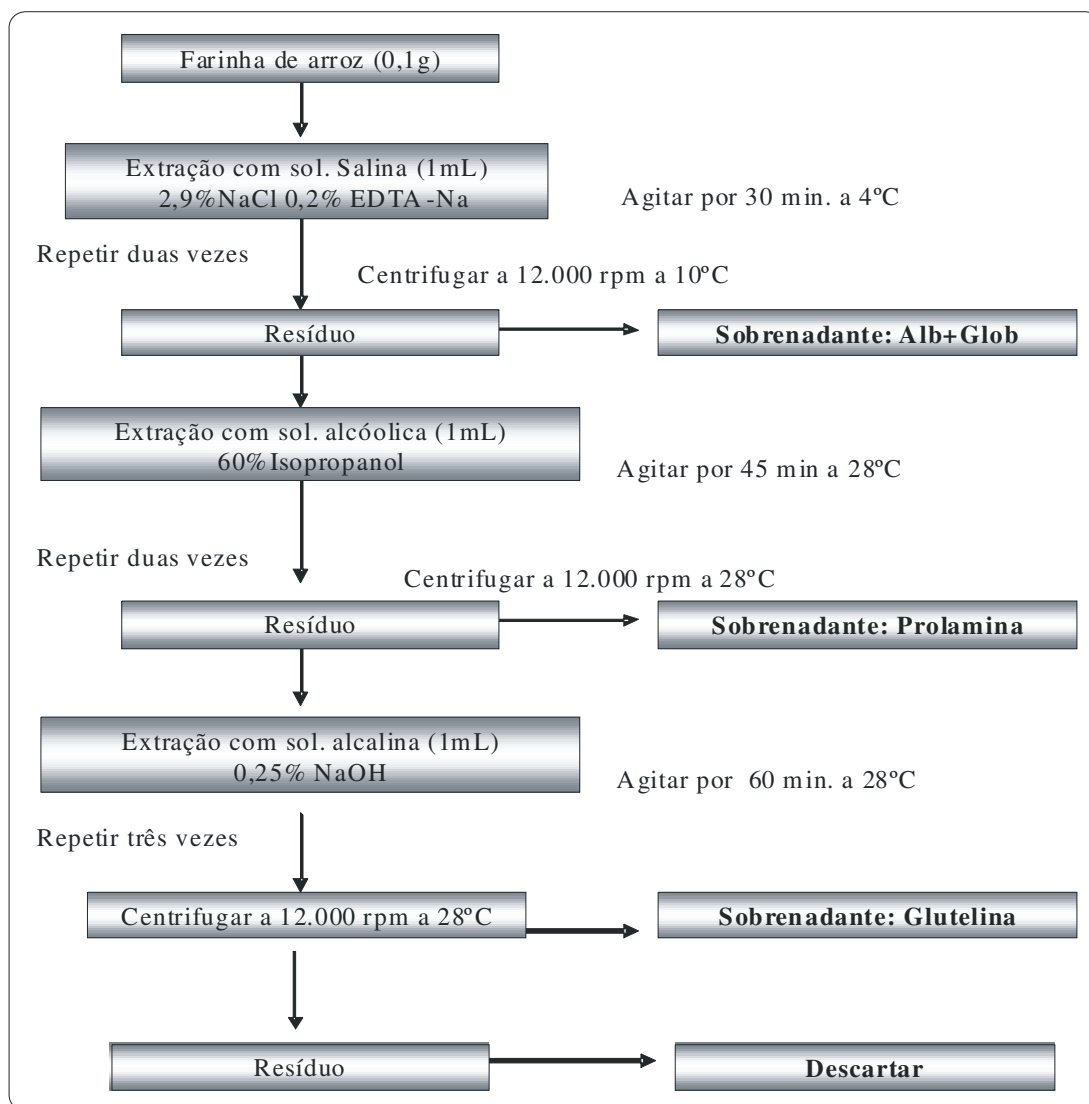 Farinha de arroz (0,1g)
Extração com sol. Salina (1mL)
2,9%NaCl 0,2% EDTA-Na
Agitar por 30 min. a 4ºC
Repetir duas vezes
Centrifugar a 12.000 rpm a 10ºC
Resíduo
Sobrenadante: Alb+Glob
Extração com sol. alcóolica (1mL)
60%Isopropanol
Agitar por 45 min a 28ºC
Repetir duas vezes
Centrifugar a 12.000 rpm a 28ºC
Resíduo
Sobrenadante: Prolamina
Extração com sol. alcalina (1mL)
0,25% NaOH
Agitar por 60 min. a 28ºC
Repetir três vezes
Centrifugar a 12.000 rpm a 28ºC
Sobrenadante: Glutelina
Resíduo
Descartar